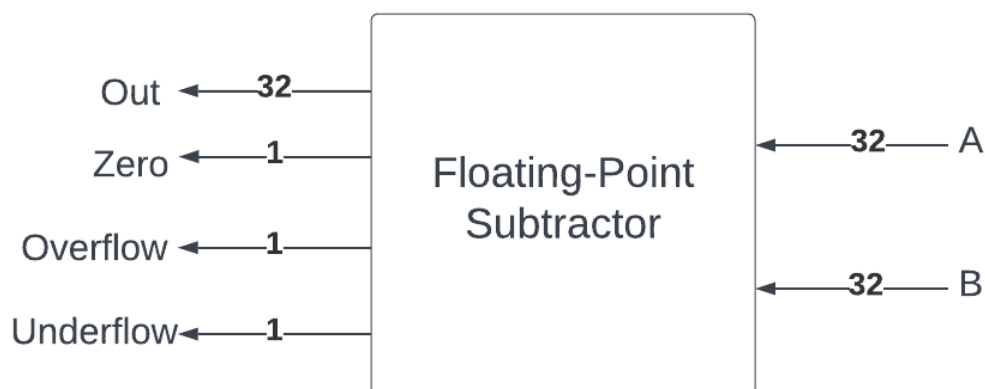 Out
32
Zero
1
Overflow
1
Underflow
1
Floating-Point
Subtractor
32
A
32
B